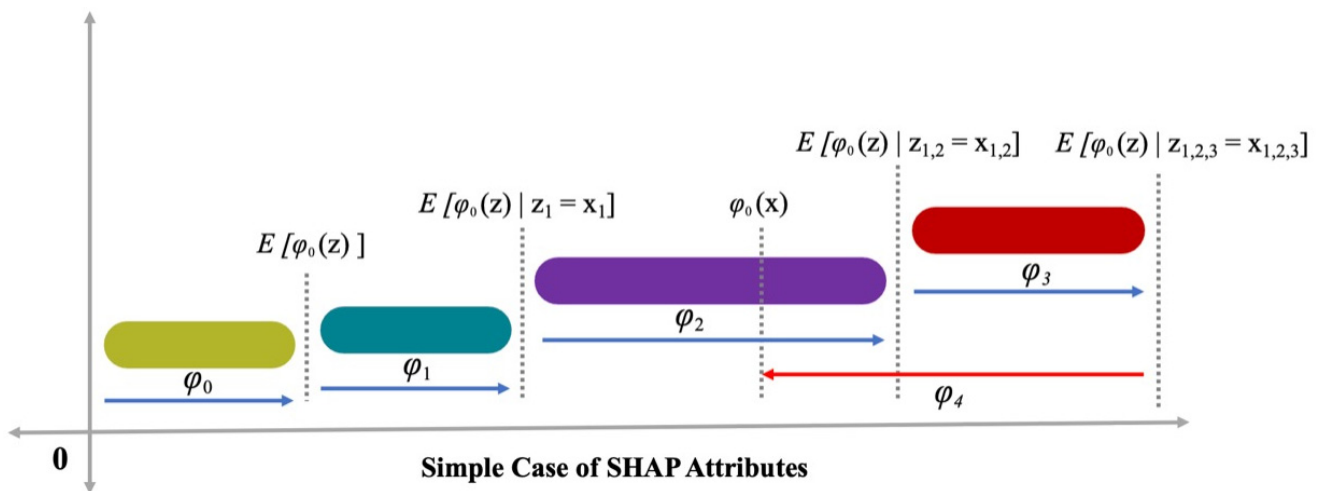 E [φ₀(z) | z₁,₂ = x₁,₂] E [φ₀(z) | z₁,₂,₃ = x₁,₂,₃]
E [φ₀(z) | z₁ = x₁] φ₀(x)
E [φ₀(z) ]
φ₃
φ₂
φ₁
φ₀
φ₄
0
Simple Case of SHAP Attributes